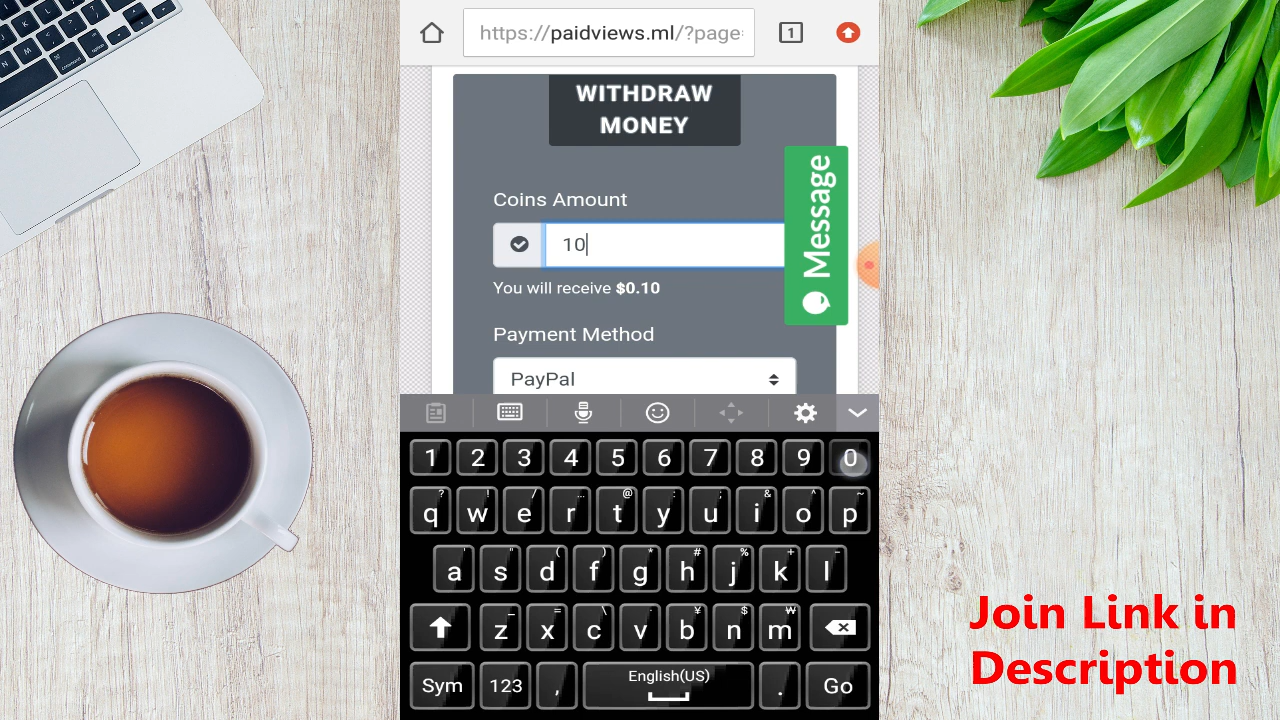 https://paidviews.ml/?page=
1
WITHDRAW
MONEY
Coins Amount
10
You will receive $0.10
Payment Method
PayPal
Message
1 2 3 4 5 6 7 8 9 0
? ! / … @ : ; & ^ ~
q w e r t y u i o p
' " ( ) * # % + -
a s d f g h j k l
_ = \ · ¥ $ ₩
z x c v b n m
Sym 123 , English(US) . Go
Join Link in
Description